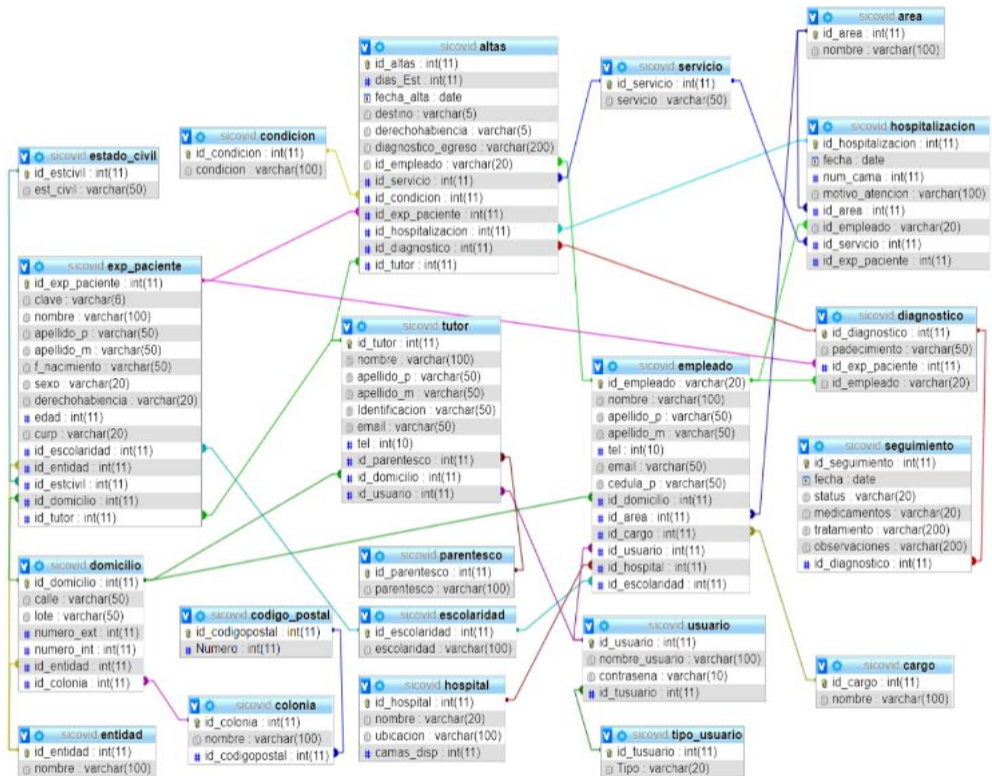 sicovid area
id_area : int(11)
nombre : varchar(100)
sicovid altas
id_altas : int(11)
dias_Est : int(11)
fecha_alta : date
destino : varchar(5)
derechohabiencia : varchar(5)
diagnostico_egreso : varchar(200)
id_empleado : varchar(20)
id_servicio : int(11)
id_condicion : int(11)
id_exp_paciente : int(11)
id_hospitalizacion : int(11)
id_diagnostico : int(11)
id_tutor : int(11)
sicovid servicio
id_servicio : int(11)
servicio : varchar(50)
sicovid condicion
id_condicion : int(11)
condicion : varchar(100)
sicovid estado_civil
id_estcivil : int(11)
est_civil : varchar(50)
sicovid hospitalizacion
id_hospitalizacion : int(11)
fecha : date
num_cama : int(11)
motivo_atencion : varchar(100)
id_area : int(11)
id_empleado : varchar(20)
id_servicio : int(11)
id_exp_paciente : int(11)
sicovid exp_paciente
id_exp_paciente : int(11)
clave : varchar(6)
nombre : varchar(100)
apellido_p : varchar(50)
apellido_m : varchar(50)
f_nacimiento : varchar(50)
sexo : varchar(20)
derechohabiencia : varchar(20)
edad : int(11)
curp : varchar(20)
id_escolaridad : int(11)
id_entidad : int(11)
id_estcivil : int(11)
id_domicilio : int(11)
id_tutor : int(11)
sicovid tutor
id_tutor : int(11)
nombre : varchar(100)
apellido_p : varchar(50)
apellido_m : varchar(50)
Identificacion : varchar(50)
email : varchar(50)
tel : int(10)
id_parentesco : int(11)
id_domicilio : int(11)
id_usuario : int(11)
sicovid diagnostico
id_diagnostico : int(11)
padecimiento : varchar(50)
id_exp_paciente : int(11)
id_empleado : varchar(20)
sicovid empleado
id_empleado : varchar(20)
nombre : varchar(100)
apellido_p : varchar(50)
apellido_m : varchar(50)
tel : int(10)
email : varchar(50)
cedula_p : varchar(50)
id_domicilio : int(11)
id_area : int(11)
id_cargo : int(11)
id_usuario : int(11)
id_hospital : int(11)
id_escolaridad : int(11)
sicovid seguimiento
id_seguimiento : int(11)
fecha : date
status : varchar(20)
medicamentos : varchar(20)
tratamiento : varchar(200)
observaciones : varchar(200)
id_diagnostico : int(11)
sicovid domicilio
id_domicilio : int(11)
calle : varchar(50)
lote : varchar(50)
numero_ext : int(11)
numero_int : int(11)
id_entidad : int(11)
id_colonia : int(11)
sicovid parentesco
id_parentesco : int(11)
parentesco : varchar(100)
sicovid codigo_postal
id_codigopostal : int(11)
Numero : int(11)
sicovid escolaridad
id_escolaridad : int(11)
escolaridad : varchar(100)
sicovid usuario
id_usuario : int(11)
nombre_usuario : varchar(100)
contrasena : varchar(10)
id_tusuario : int(11)
sicovid cargo
id_cargo : int(11)
nombre : varchar(100)
sicovid hospital
id_hospital : int(11)
nombre : varchar(20)
ubicacion : varchar(100)
camas_disp : int(11)
sicovid colonia
id_colonia : int(11)
nombre : varchar(100)
id_codigopostal : int(11)
sicovid entidad
id_entidad : int(11)
nombre : varchar(100)
sicovid tipo_usuario
id_tusuario : int(11)
Tipo : varchar(20)